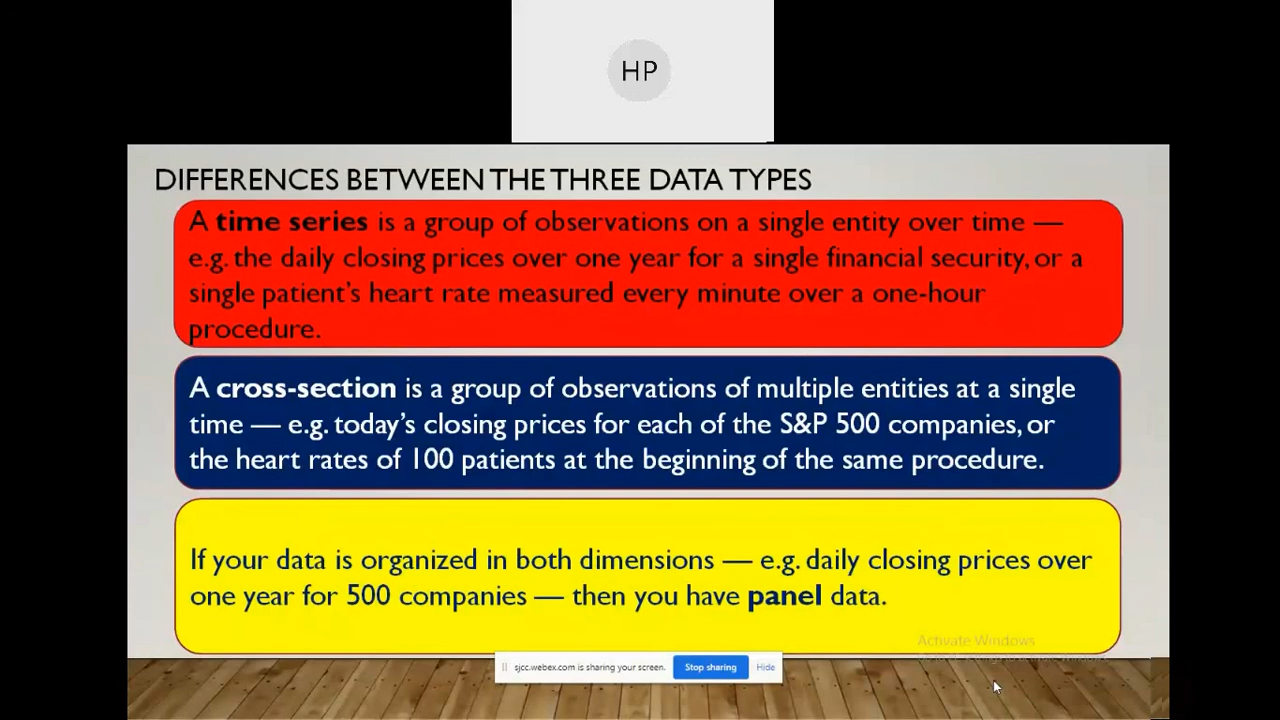 HP
DIFFERENCES BETWEEN THE THREE DATA TYPES
A time series is a group of observations on a single entity over time —
e.g. the daily closing prices over one year for a single financial security, or a
single patient's heart rate measured every minute over a one-hour
procedure.
A cross-section is a group of observations of multiple entities at a single
time — e.g. today's closing prices for each of the S&P 500 companies, or
the heart rates of 100 patients at the beginning of the same procedure.
If your data is organized in both dimensions — e.g. daily closing prices over
one year for 500 companies — then you have panel data.
Activate Windows
sjcc.webex.com is sharing your screen. Stop sharing Hide